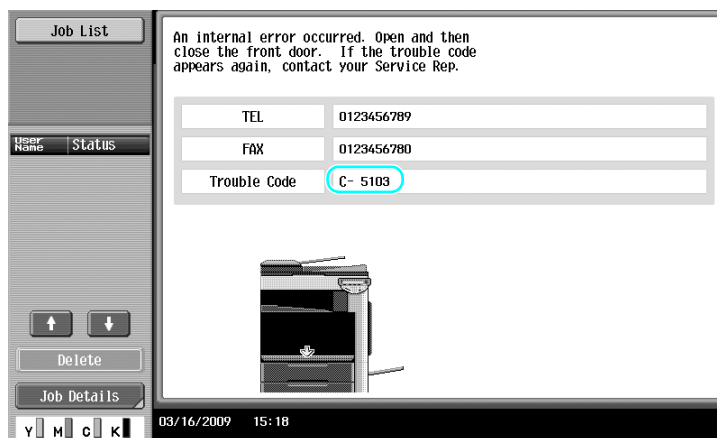 Job List
An internal error occurred. Open and then
close the front door. If the trouble code
appears again, contact your Service Rep.
TEL 0123456789
User Name Status
FAX 0123456780
Trouble Code C- 5103
Delete
Job Details
Y M C K
03/16/2009 15:18